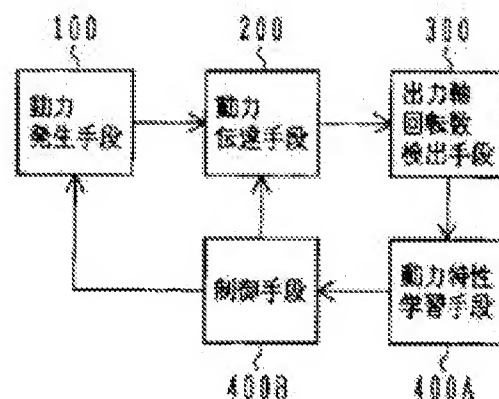 100
200
300
動力
発生手段
動力
伝達手段
出力軸
回転数
検出手段
制御手段
動力特性
学習手段
400B
400A